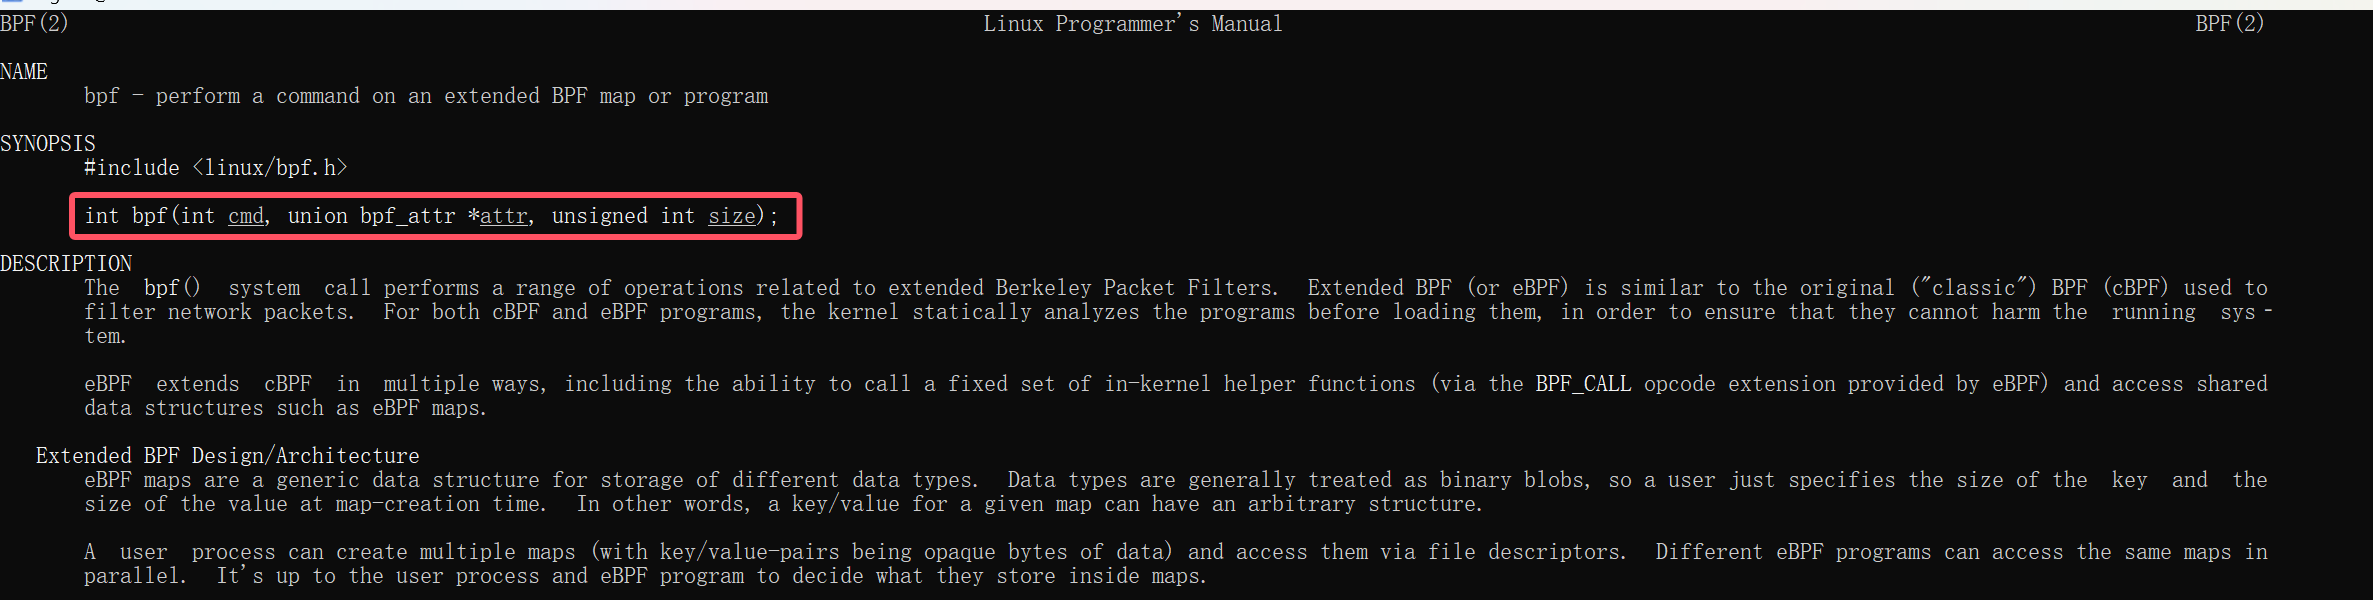 BPF(2) Linux Programmer's Manual BPF(2)
NAME
bpf - perform a command on an extended BPF map or program
SYNOPSIS
#include <linux/bpf.h>
int bpf(int cmd, union bpf_attr *attr, unsigned int size);
DESCRIPTION
The bpf() system call performs a range of operations related to extended Berkeley Packet Filters. Extended BPF (or eBPF) is similar to the original ("classic") BPF (cBPF) used to
filter network packets. For both cBPF and eBPF programs, the kernel statically analyzes the programs before loading them, in order to ensure that they cannot harm the running sys‐
tem.
eBPF extends cBPF in multiple ways, including the ability to call a fixed set of in-kernel helper functions (via the BPF_CALL opcode extension provided by eBPF) and access shared
data structures such as eBPF maps.
Extended BPF Design/Architecture
eBPF maps are a generic data structure for storage of different data types. Data types are generally treated as binary blobs, so a user just specifies the size of the key and the
size of the value at map-creation time. In other words, a key/value for a given map can have an arbitrary structure.
A user process can create multiple maps (with key/value-pairs being opaque bytes of data) and access them via file descriptors. Different eBPF programs can access the same maps in
parallel. It's up to the user process and eBPF program to decide what they store inside maps.